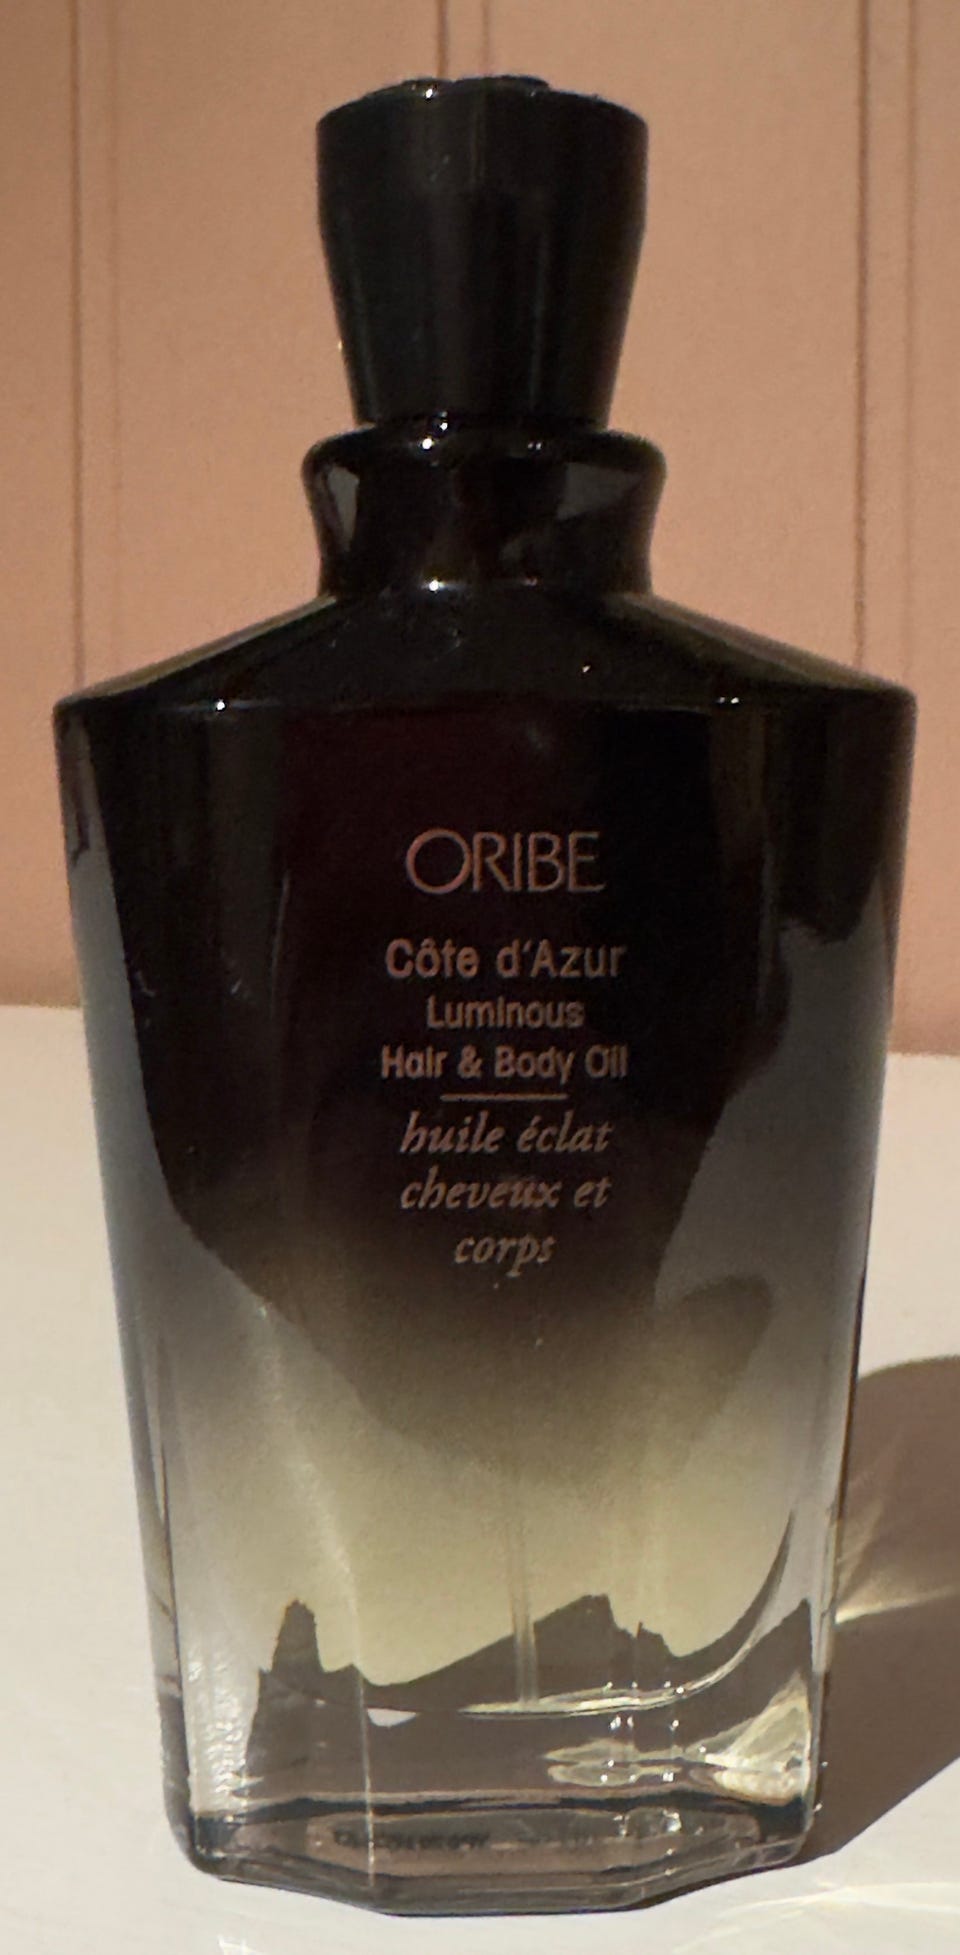 ORIBE
Côte d'Azur
Luminous
Hair & Body Oil
huile éclat
cheveux et
corps